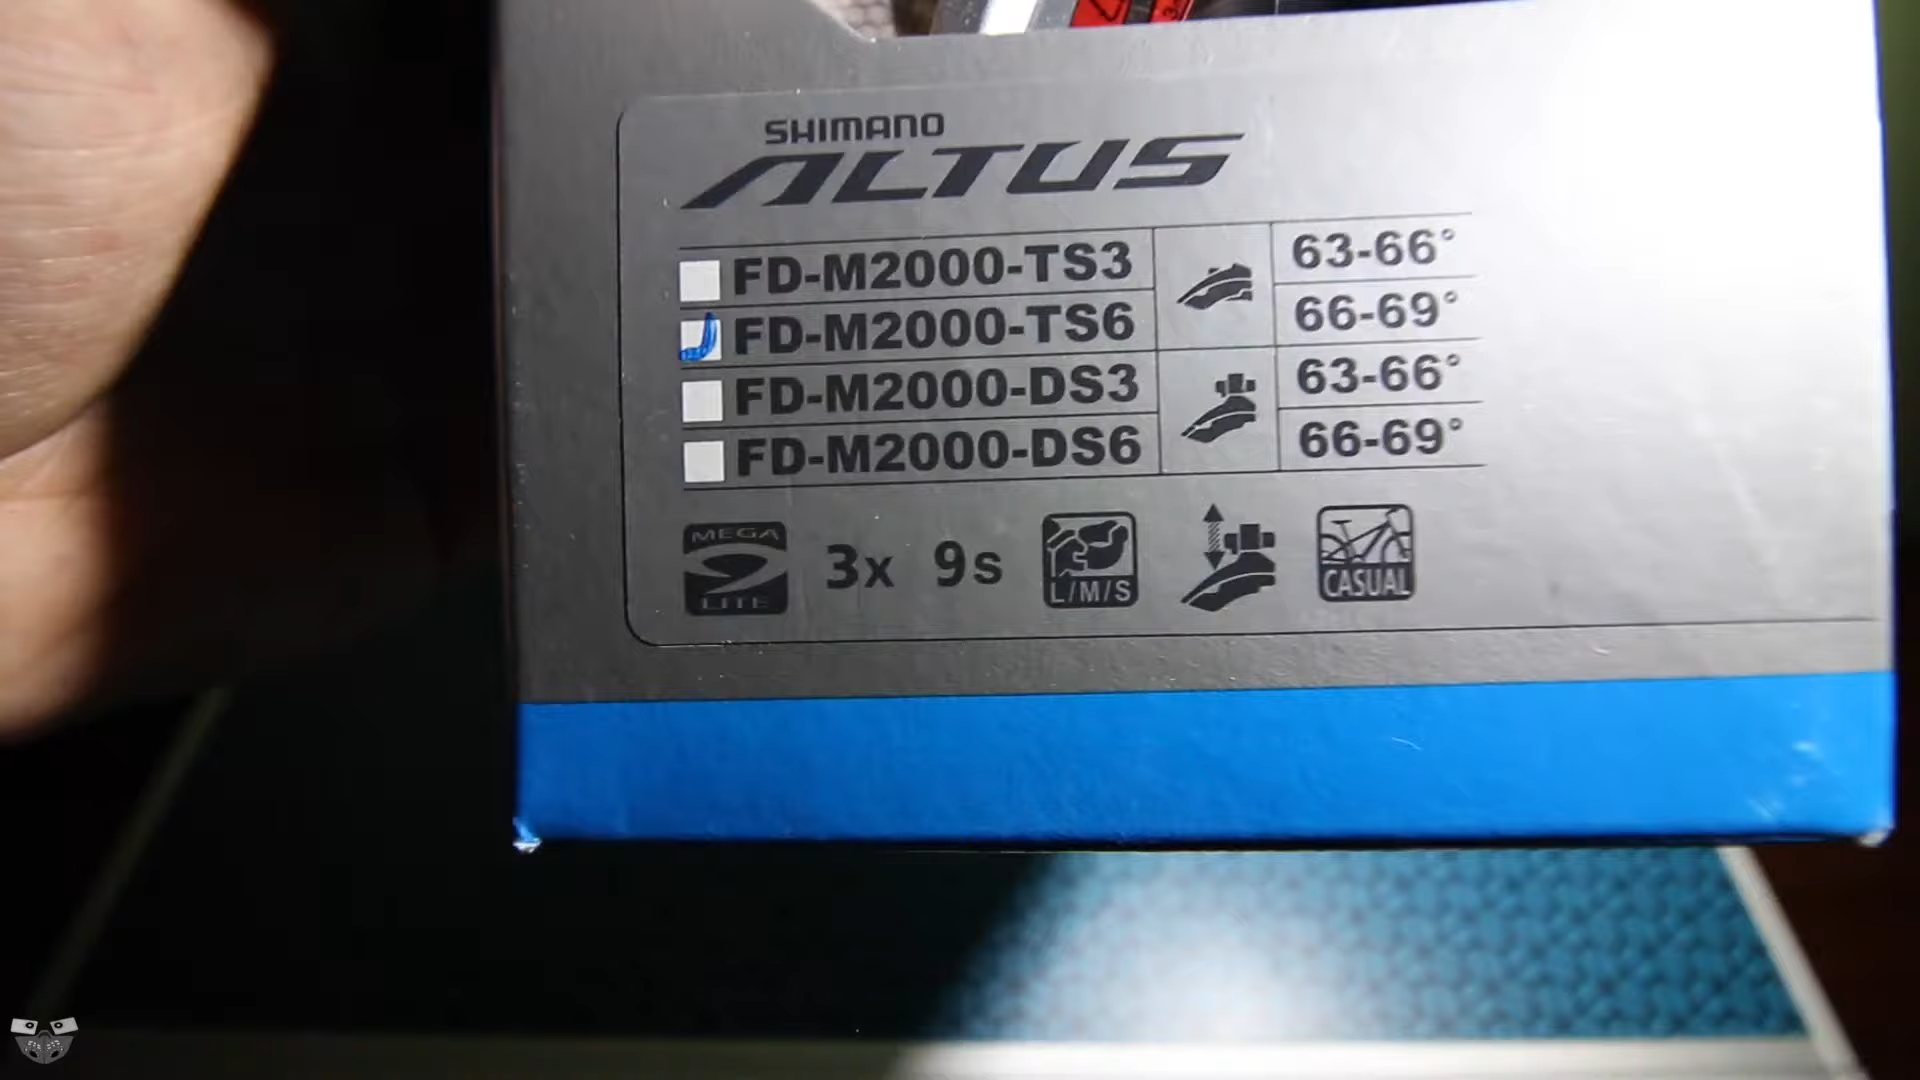 SHIMANO
ALTUS
FD-M2000-TS3 63-66°
FD-M2000-TS6 66-69°
FD-M2000-DS3 63-66°
FD-M2000-DS6 66-69°
MEGA
9
LITE
3x 9s
L/M/S
CASUAL